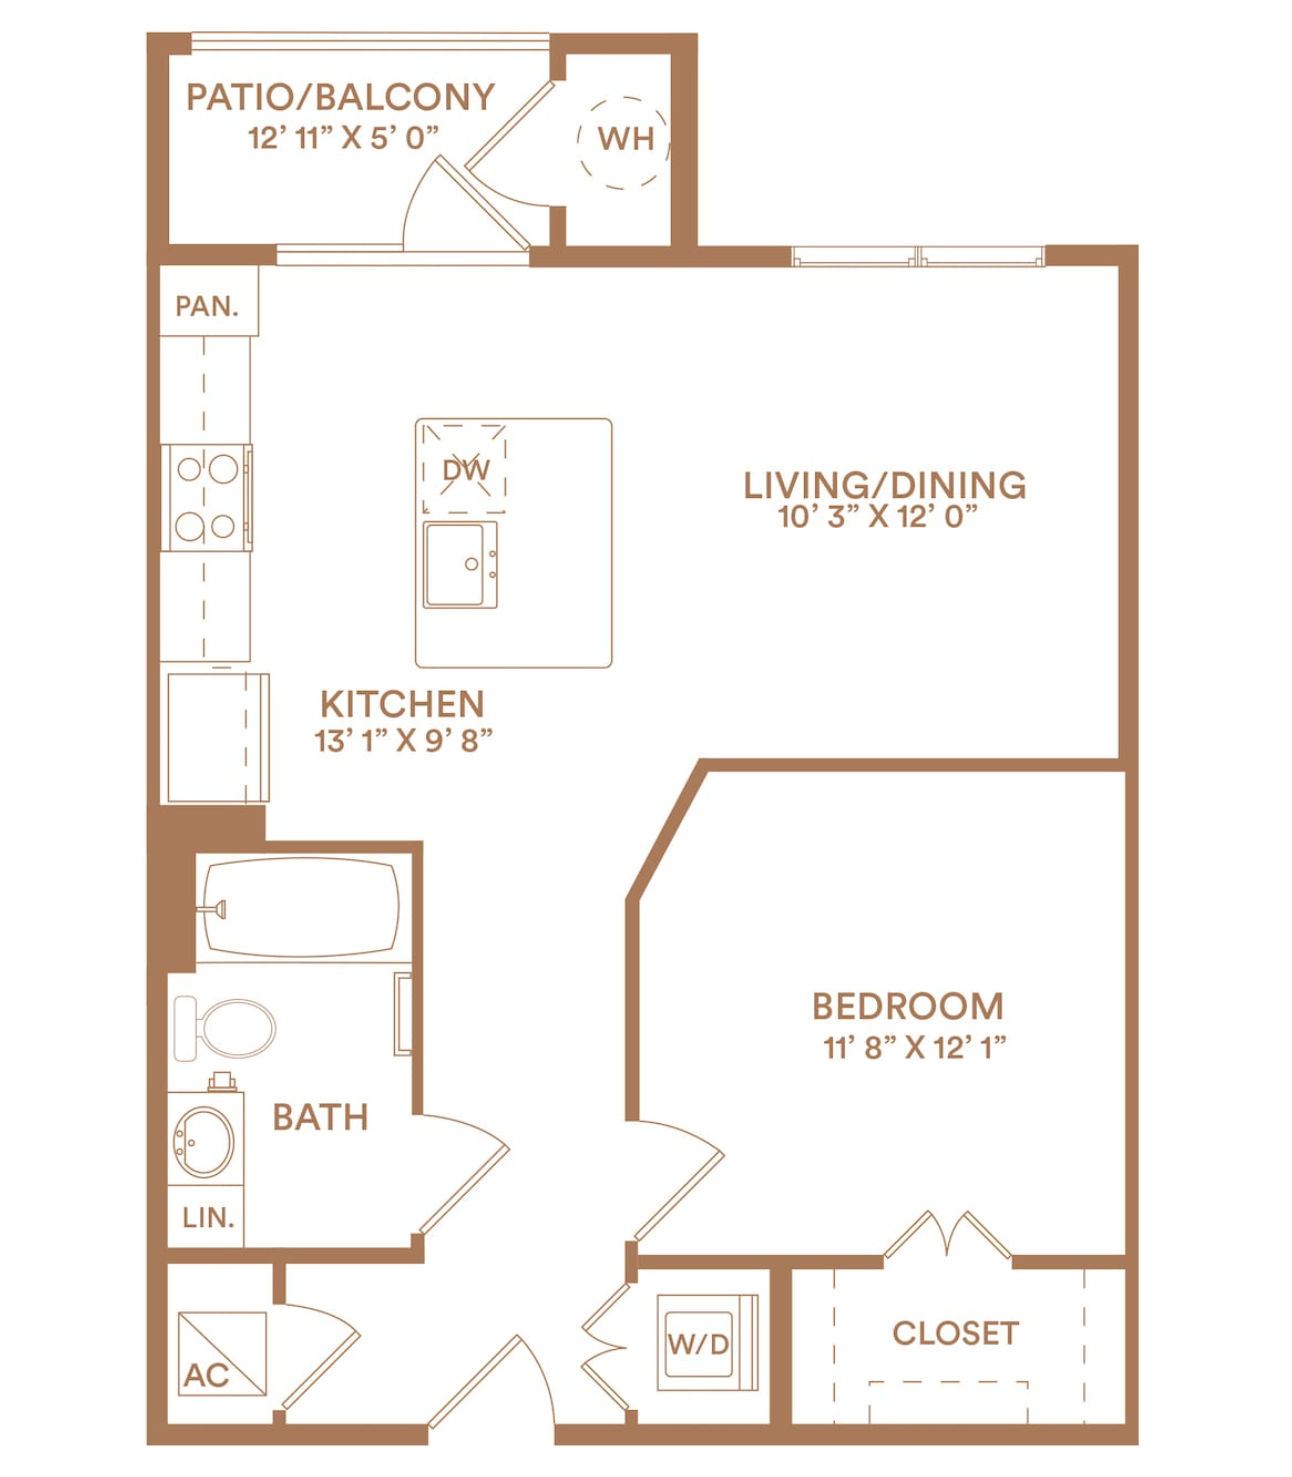 PATIO/BALCONY
12’ 11” X 5’ 0”
WH
PAN.
DW
LIVING/DINING
10’ 3” X 12’ 0”
KITCHEN
13’ 1” X 9’ 8”
BEDROOM
11’ 8” X 12’ 1”
BATH
LIN.
CLOSET
W/D
AC